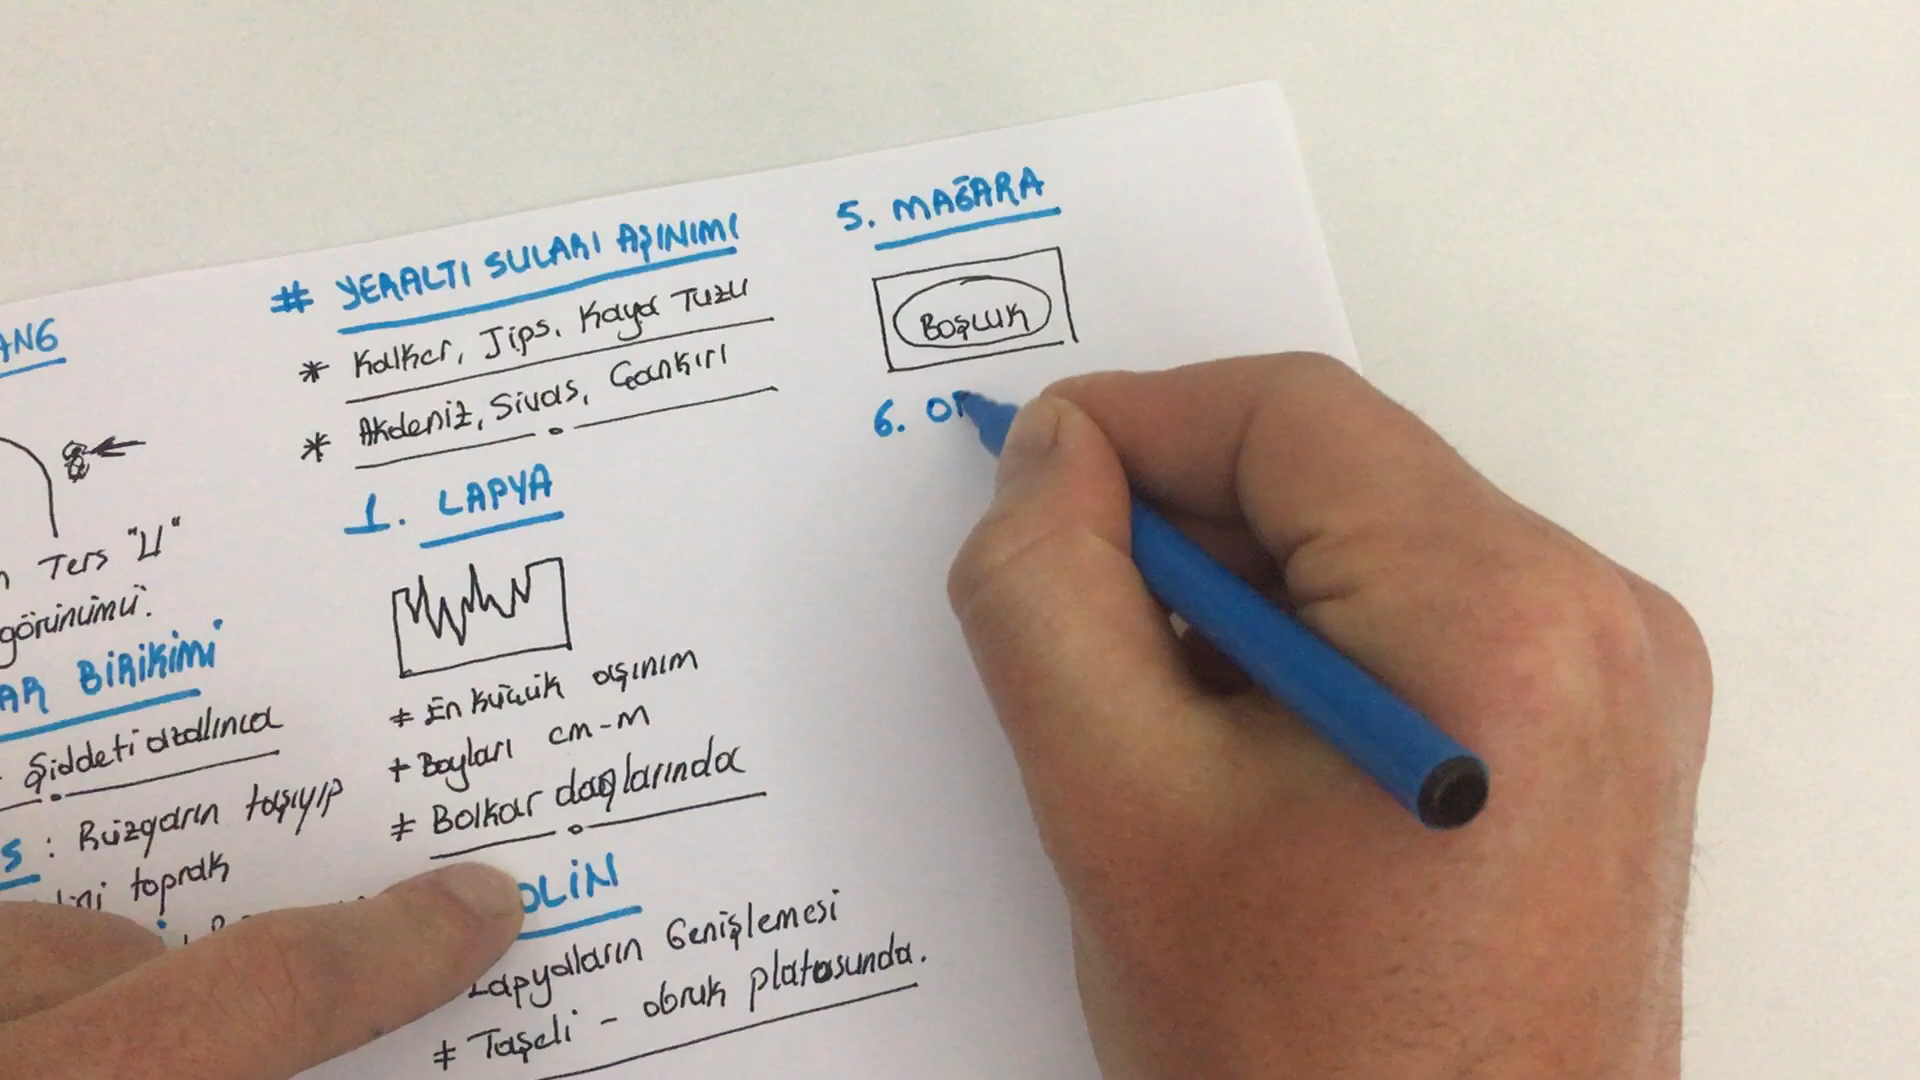 ANG
Ters "U"
görünümü.
AR BİRİKİMİ
Şiddeti azalınca
S : Rüzgarın taşıyıp
toprak
# YERALTI SULARI AŞINIMI
* Kalker, Jips, Kaya Tuzu
* Akdeniz, Sivas, Çankırı
1. LAPYA
+ En küçük aşınım
+ Boyları cm-m
+ Bolkar dağlarında
OLİN
Lapyaların Genişlemesi
+ Taşeli - obruk platosunda.
5. MAĞARA
BOŞLUK
6. O